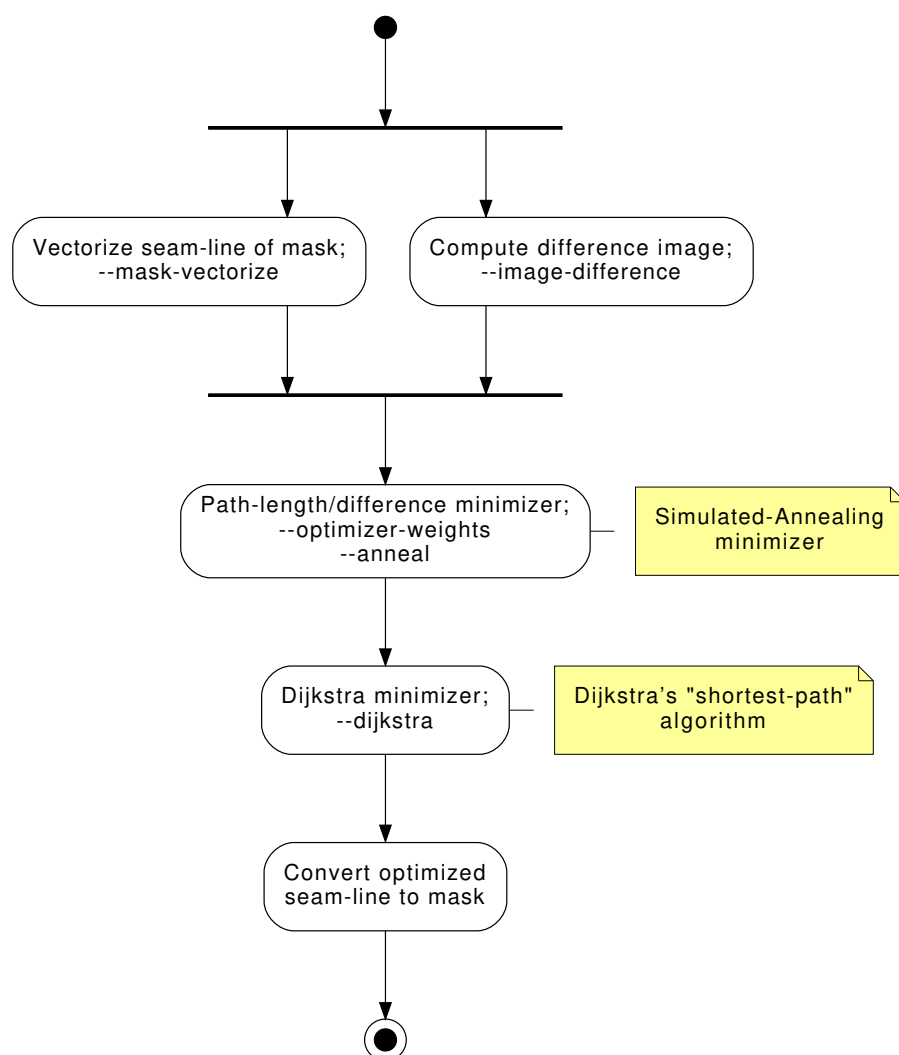 Vectorize seam-line of mask;
--mask-vectorize
Compute difference image;
--image-difference
Path-length/difference minimizer;
--optimizer-weights
--anneal
Simulated-Annealing
minimizer
Dijkstra minimizer;
--dijkstra
Dijkstra's "shortest-path"
algorithm
Convert optimized
seam-line to mask